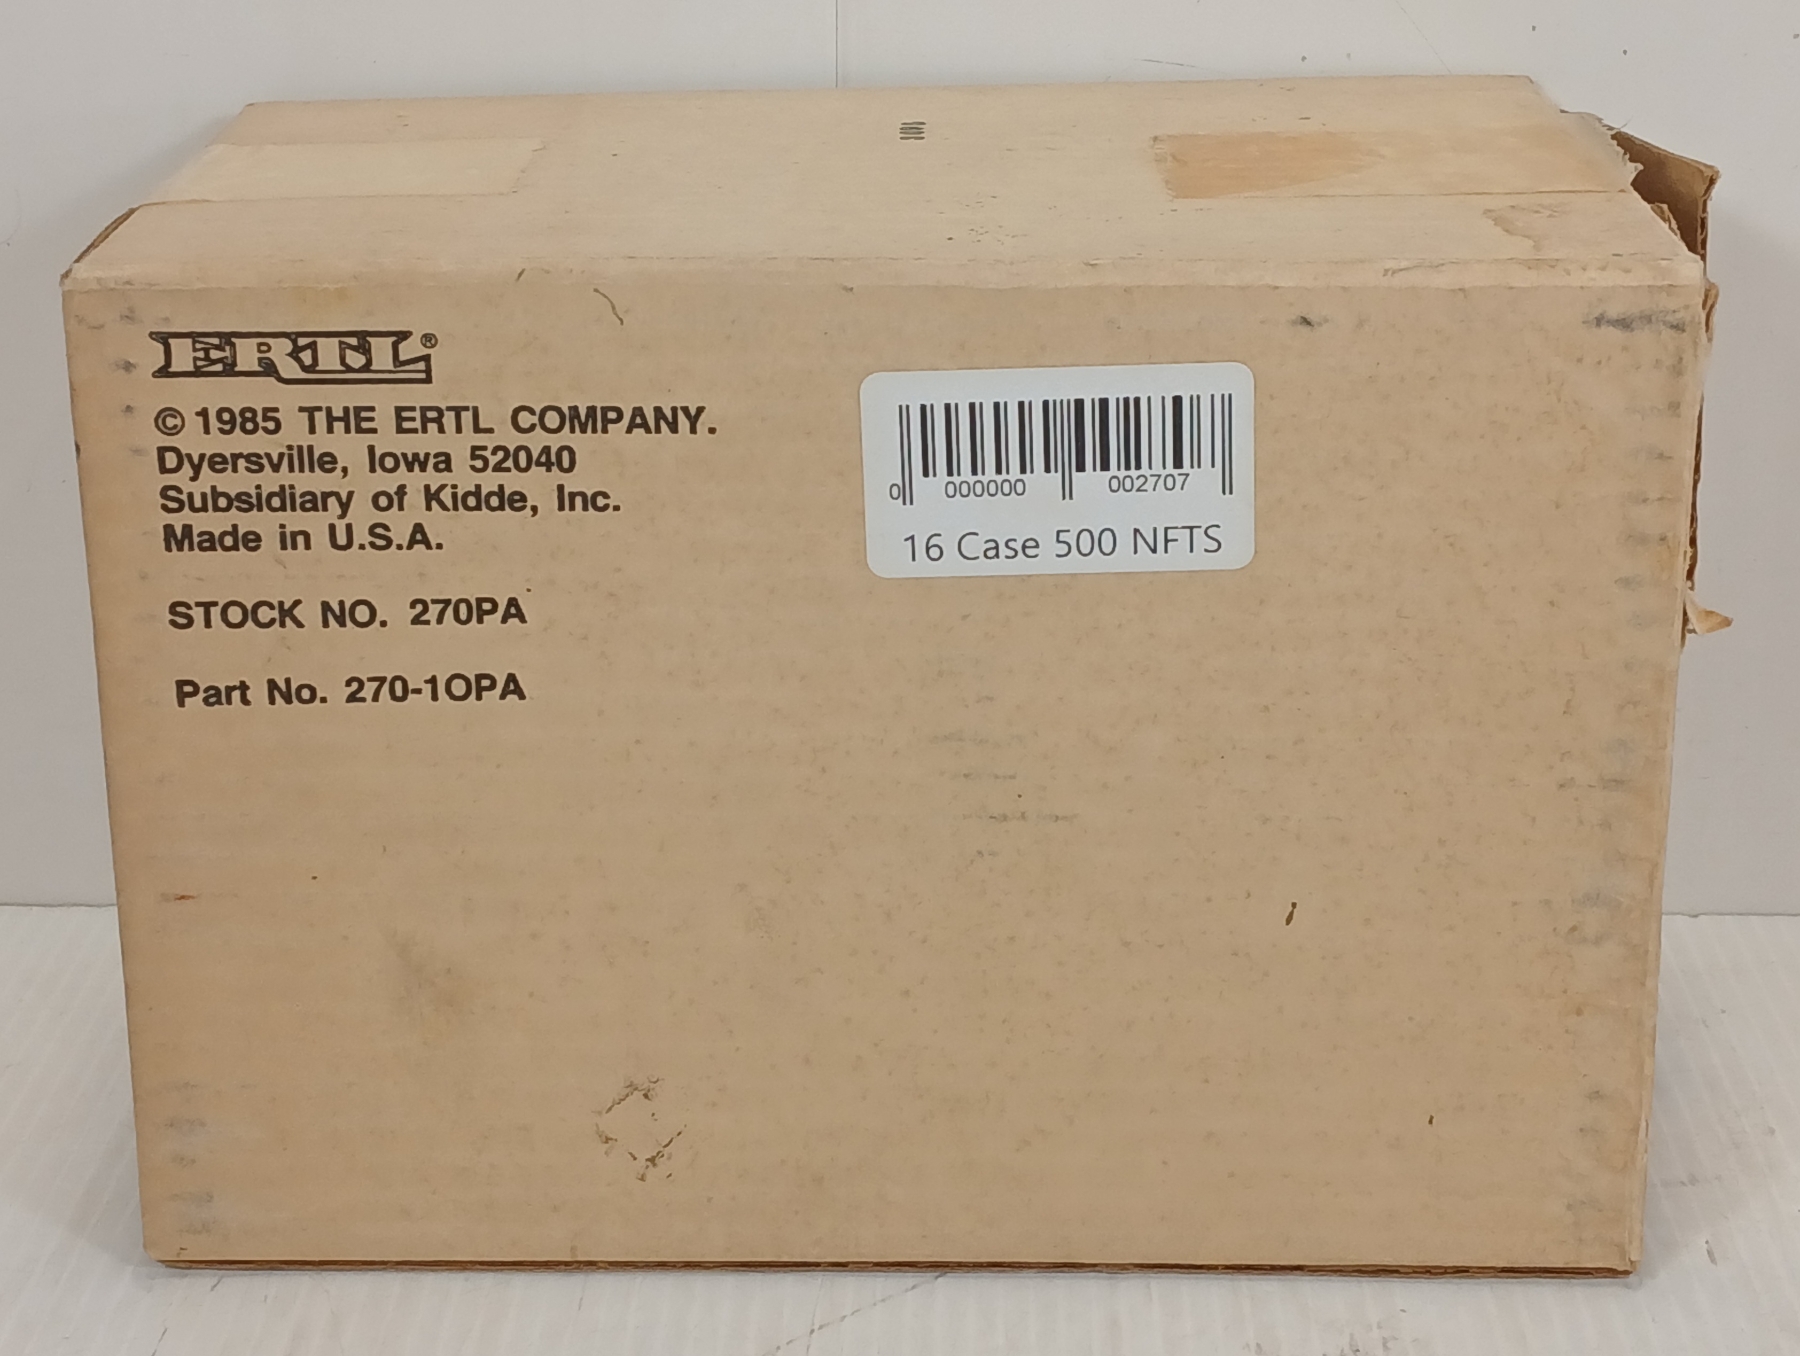 ERTL®
© 1985 THE ERTL COMPANY.
Dyersville, Iowa 52040
Subsidiary of Kidde, Inc.
Made in U.S.A.
STOCK NO. 270PA
Part No. 270-1OPA
0 000000 002707
16 Case 500 NFTS